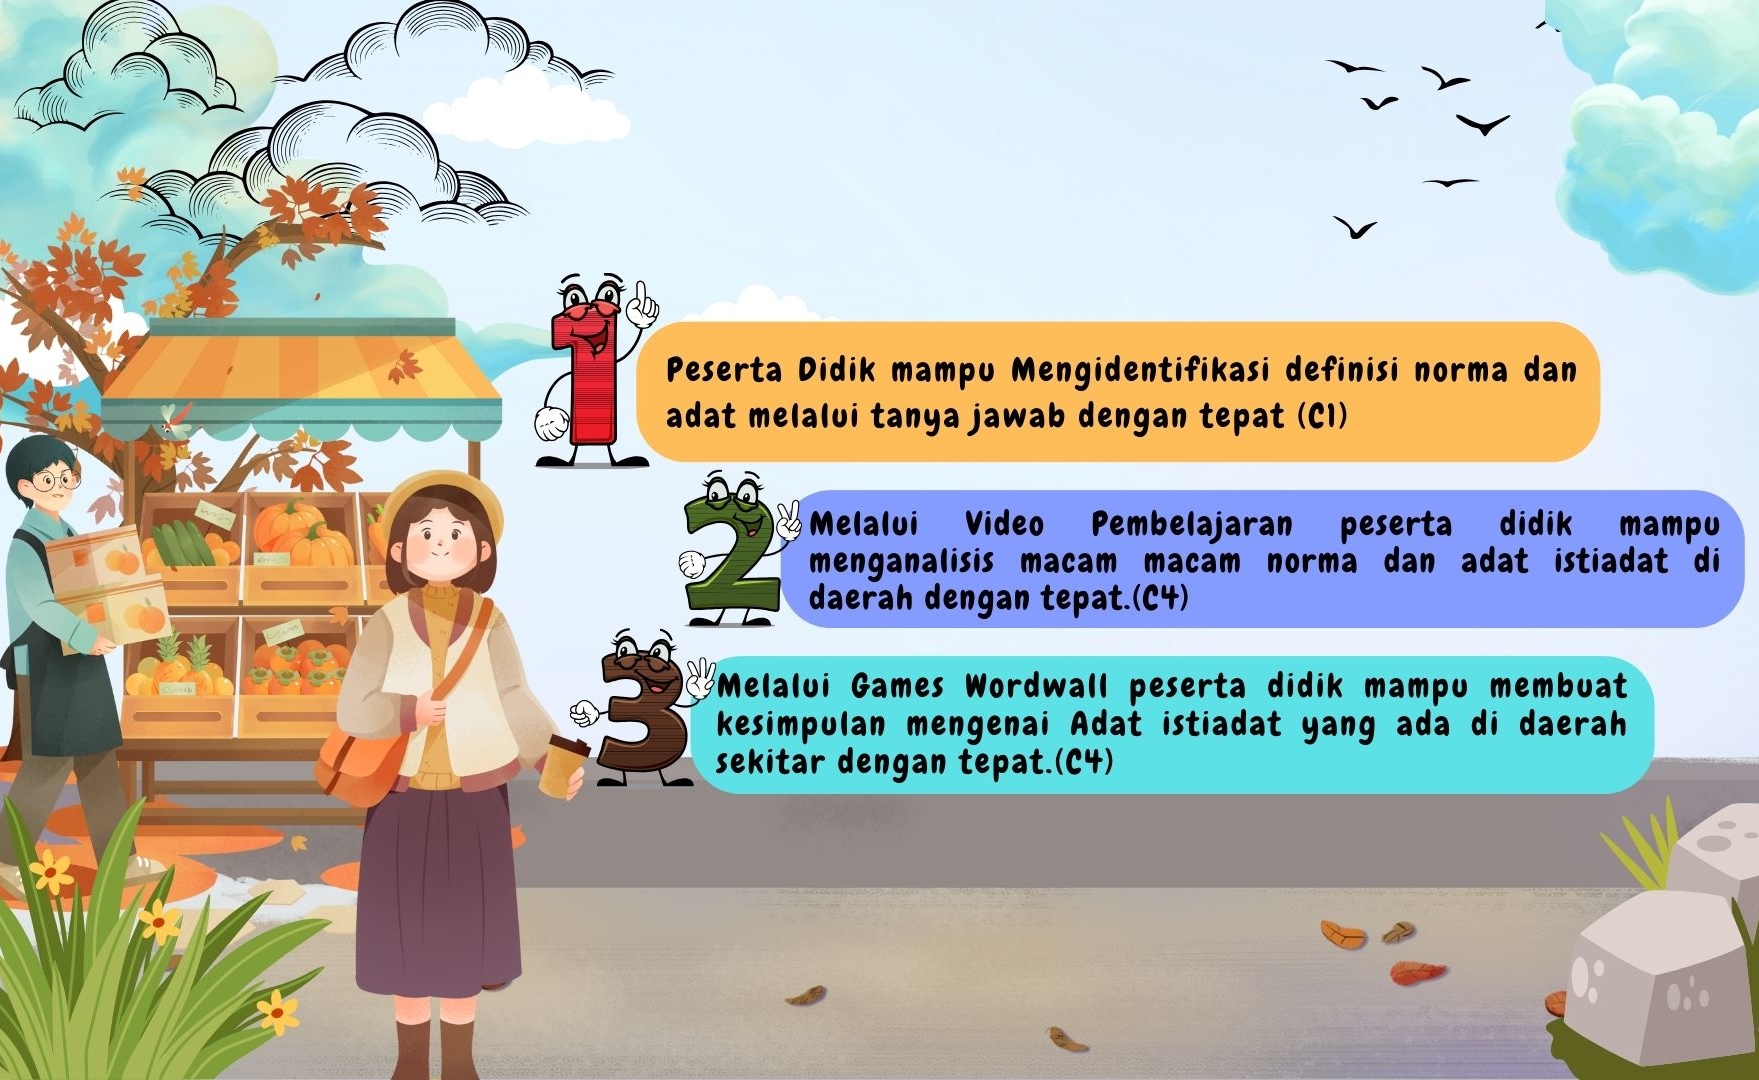 Peserta Didik mampu Mengidentifikasi definisi norma dan
adat melalui tanya jawab dengan tepat (C1)
Melalui Video Pembelajaran peserta didik mampu
menganalisis macam macam norma dan adat istiadat di
daerah dengan tepat.(C4)
Melalui Games Wordwall peserta didik mampu membuat
kesimpulan mengenai Adat istiadat yang ada di daerah
sekitar dengan tepat.(C4)